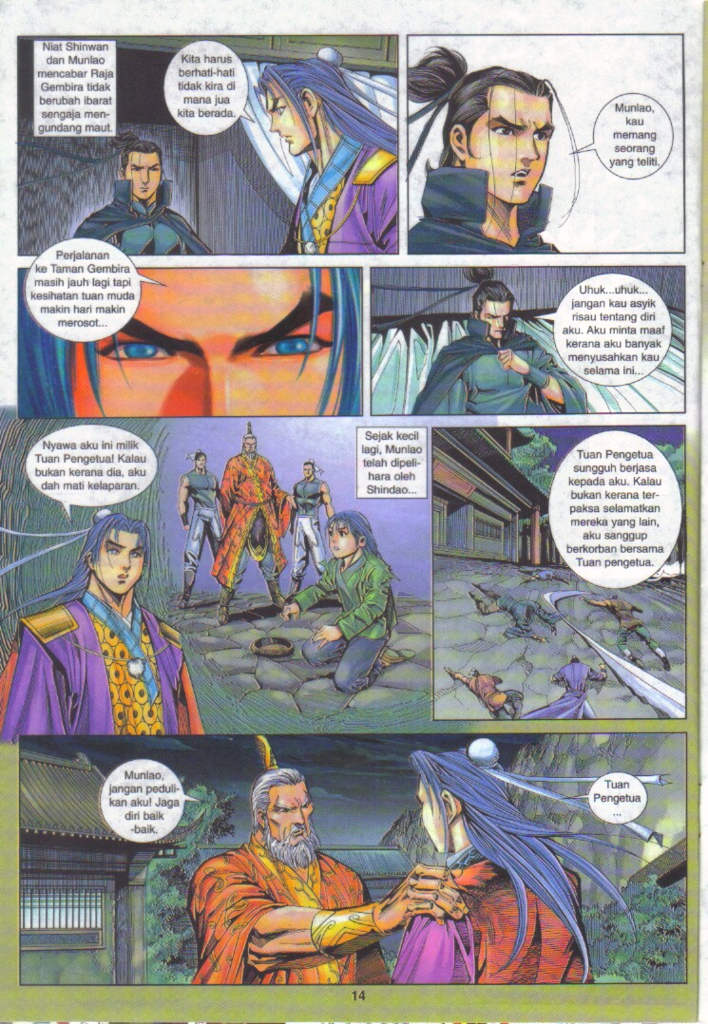 Niat Shinwan
dan Munlao
mencabar Raja
Gembira tidak
berubah ibarat
sengaja men-
gundang maut.
Kita harus
berhati-hati
tidak kira di
mana jua
kita berada.
Munlao,
kau
memang
seorang
yang teliti.
Perjalanan
ke Taman Gembira
masih jauh lagi tapi
kesihatan tuan muda
makin hari makin
merosot...
Uhuk...uhuk...
jangan kau asyik
risau tentang diri
aku. Aku minta maaf
kerana aku banyak
menyusahkan kau
selama ini...
Nyawa aku ini milik
Tuan Pengetua! Kalau
bukan kerana dia, aku
dah mati kelaparan.
Sejak kecil
lagi, Munlao
telah dipeli-
hara oleh
Shindao...
Tuan Pengetua
sungguh berjasa
kepada aku. Kalau
bukan kerana ter-
paksa selamatkan
mereka yang lain,
aku sanggup
berkorban bersama
Tuan pengetua.
Munlao,
jangan peduli-
kan aku! Jaga
diri baik
-baik.
Tuan
Pengetua
...
14